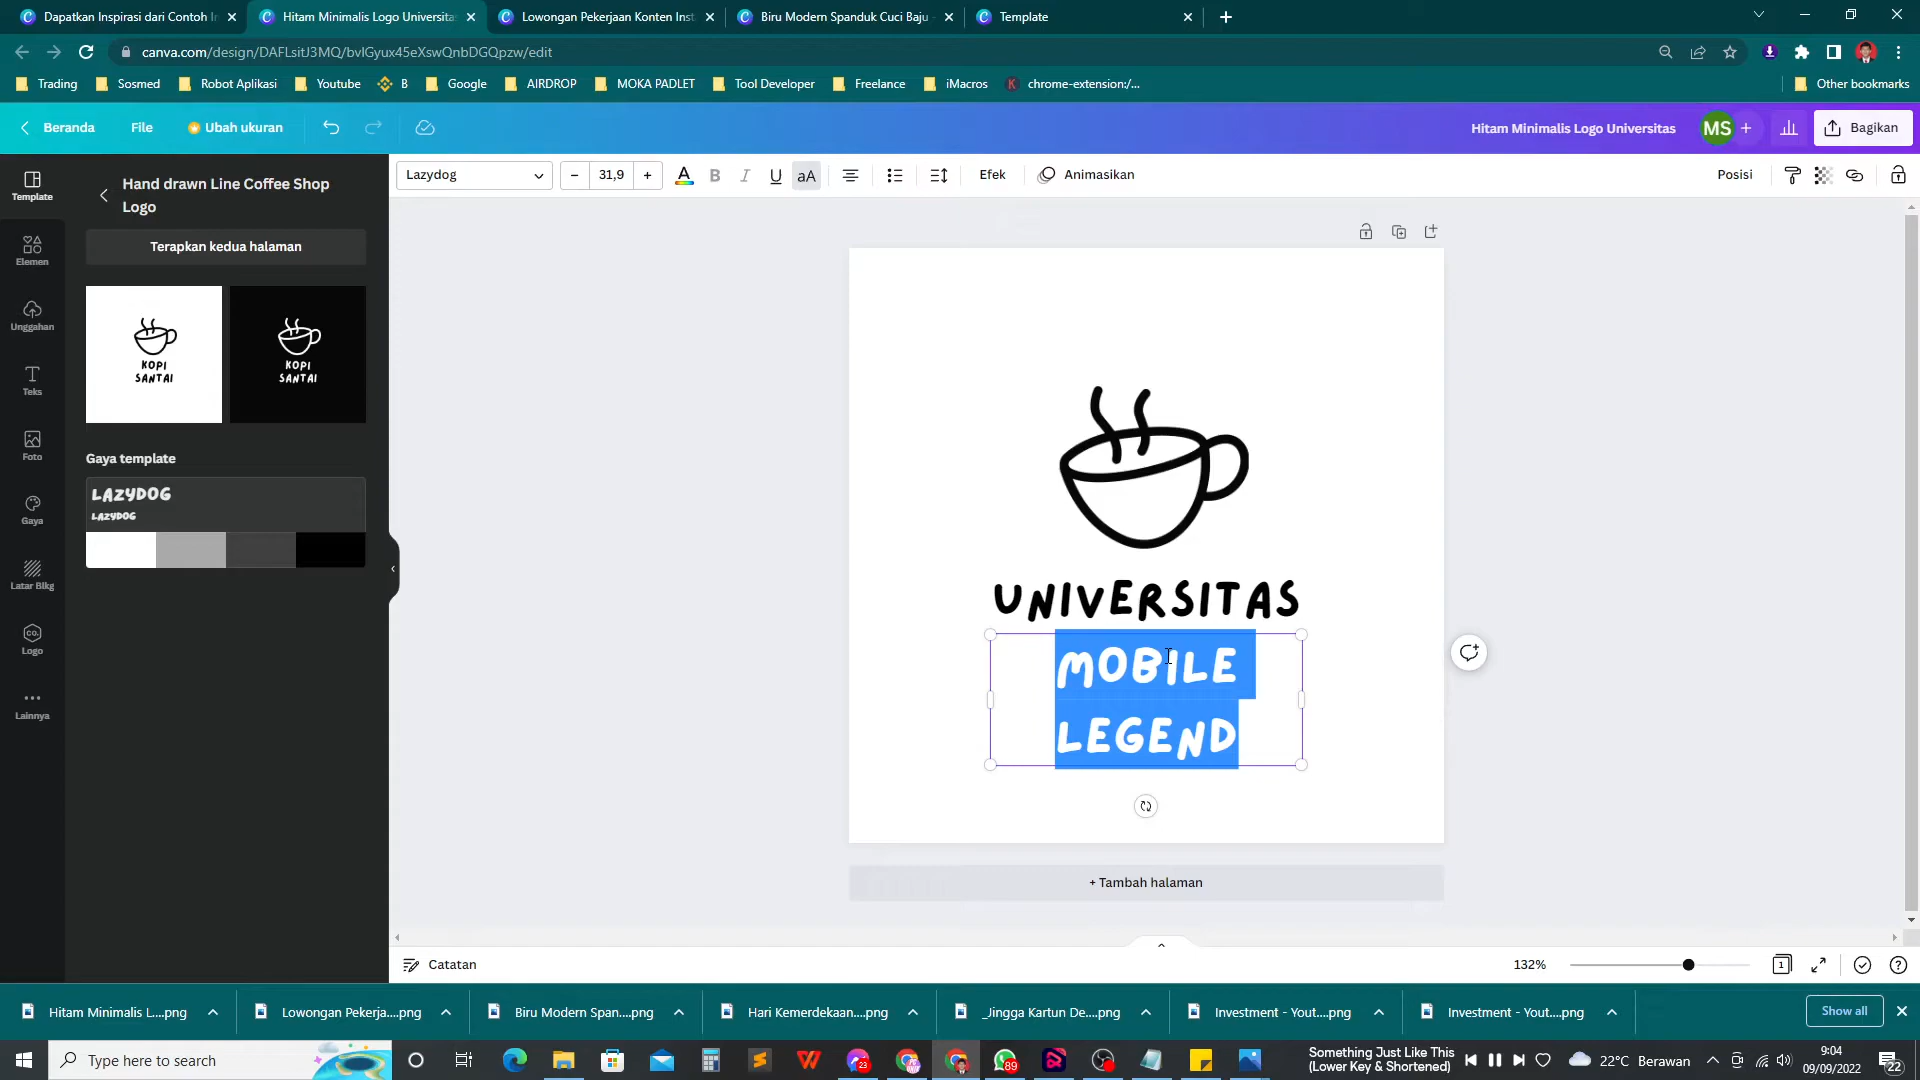 Dapatkan Inspirasi dari Contoh
Hitam Minimalis Logo Universitas
Lowongan Pekerjaan Konten Inst
Biru Modern Spanduk Cuci Baju -
Template
canva.com/design/DAFLsitJ3MQ/bvIGyux45eXswQnbDGQpzw/edit
Trading
Sosmed
Robot Aplikasi
Youtube
B
Google
AIRDROP
MOKA PADLET
Tool Developer
Freelance
iMacros
K
chrome-extension:/...
Other bookmarks
Beranda
File
Ubah ukuran
Hitam Minimalis Logo Universitas
MS
+
Bagikan
Template
Elemen
Unggahan
Teks
Foto
Gaya
Latar Blkg
CO.
Logo
Lainnya
Hand drawn Line Coffee Shop
Logo
Terapkan kedua halaman
KOPI
SANTAI
KOPI
SANTAI
Gaya template
LAZYDOG
LAZYDOG
Lazydog
– 31,9 +
A B I U aA
Efek
Animasikan
Posisi
UNIVERSITAS
MOBILE
LEGEND
+ Tambah halaman
Catatan
132%
1
Hitam Minimalis L....png
Lowongan Pekerja....png
Biru Modern Span....png
Hari Kemerdekaan....png
_Jingga Kartun De....png
Investment - Yout....png
Investment - Yout....png
Show all
Type here to search
23
89
Something Just Like This
(Lower Key & Shortened)
22°C Berawan
9:04
09/09/2022
22